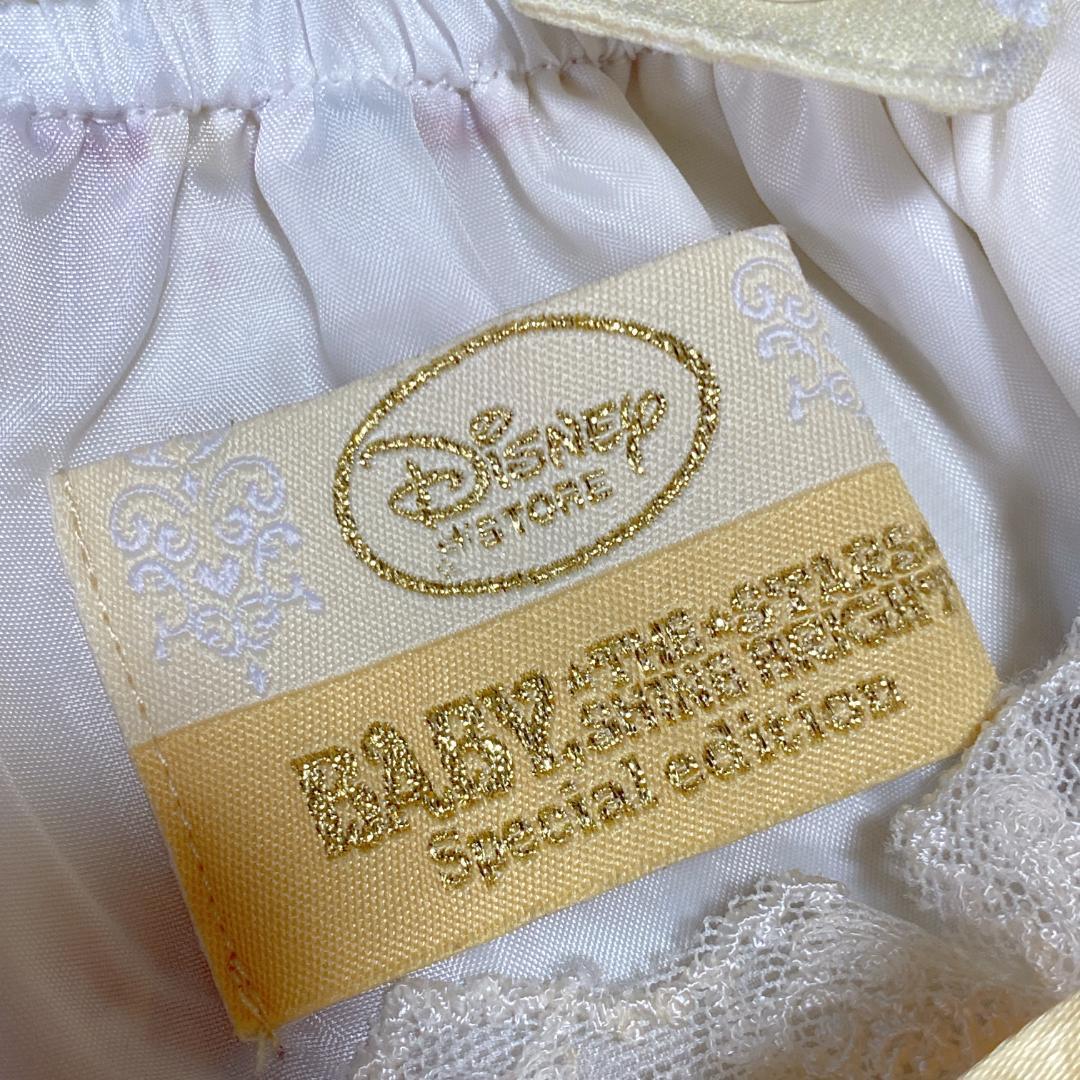 Disney
STORE
BABY, THE STARS
SHINE BRIGHT
Special edition